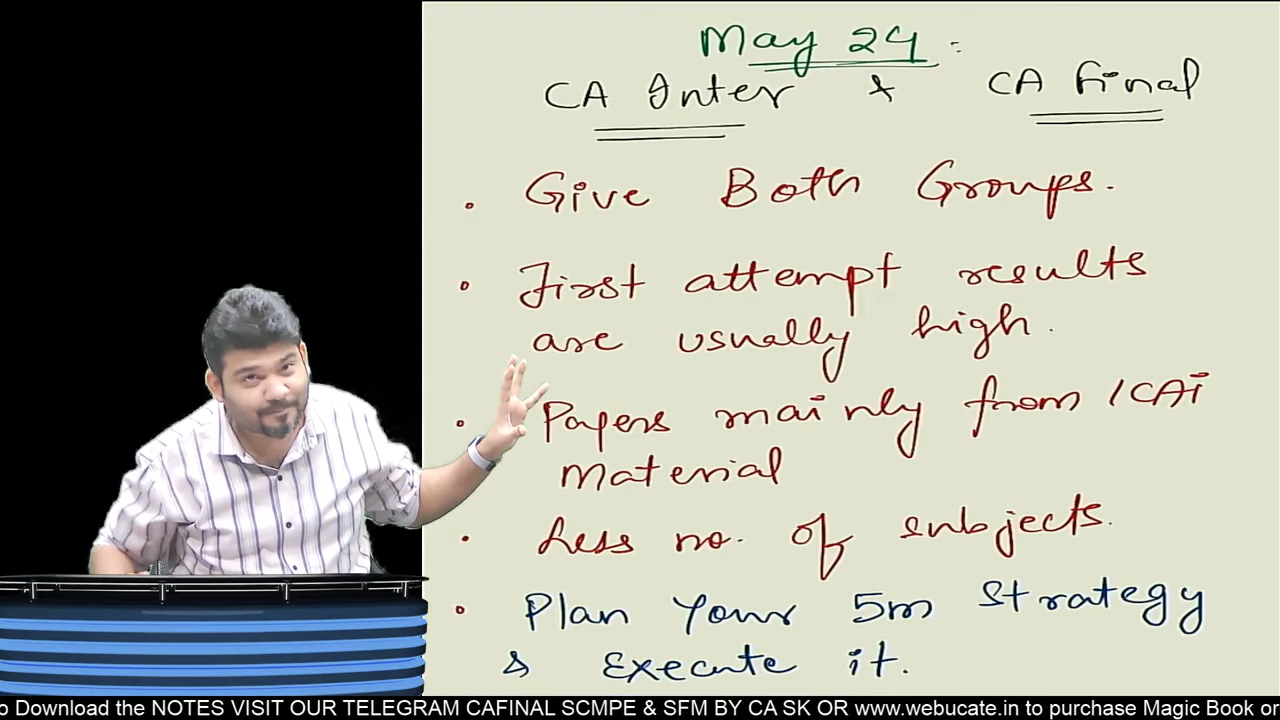 May 24 :
CA Inter & CA Final
• Give Both Groups.
• First attempt results
are usually high.
• Papers mainly from ICAI
Material
• Less no. of subjects.
• Plan Your 5m Strategy
& Execute it.
o Download the NOTES VISIT OUR TELEGRAM CAFINAL SCMPE & SFM BY CA SK OR www.webucate.in to purchase Magic Book or